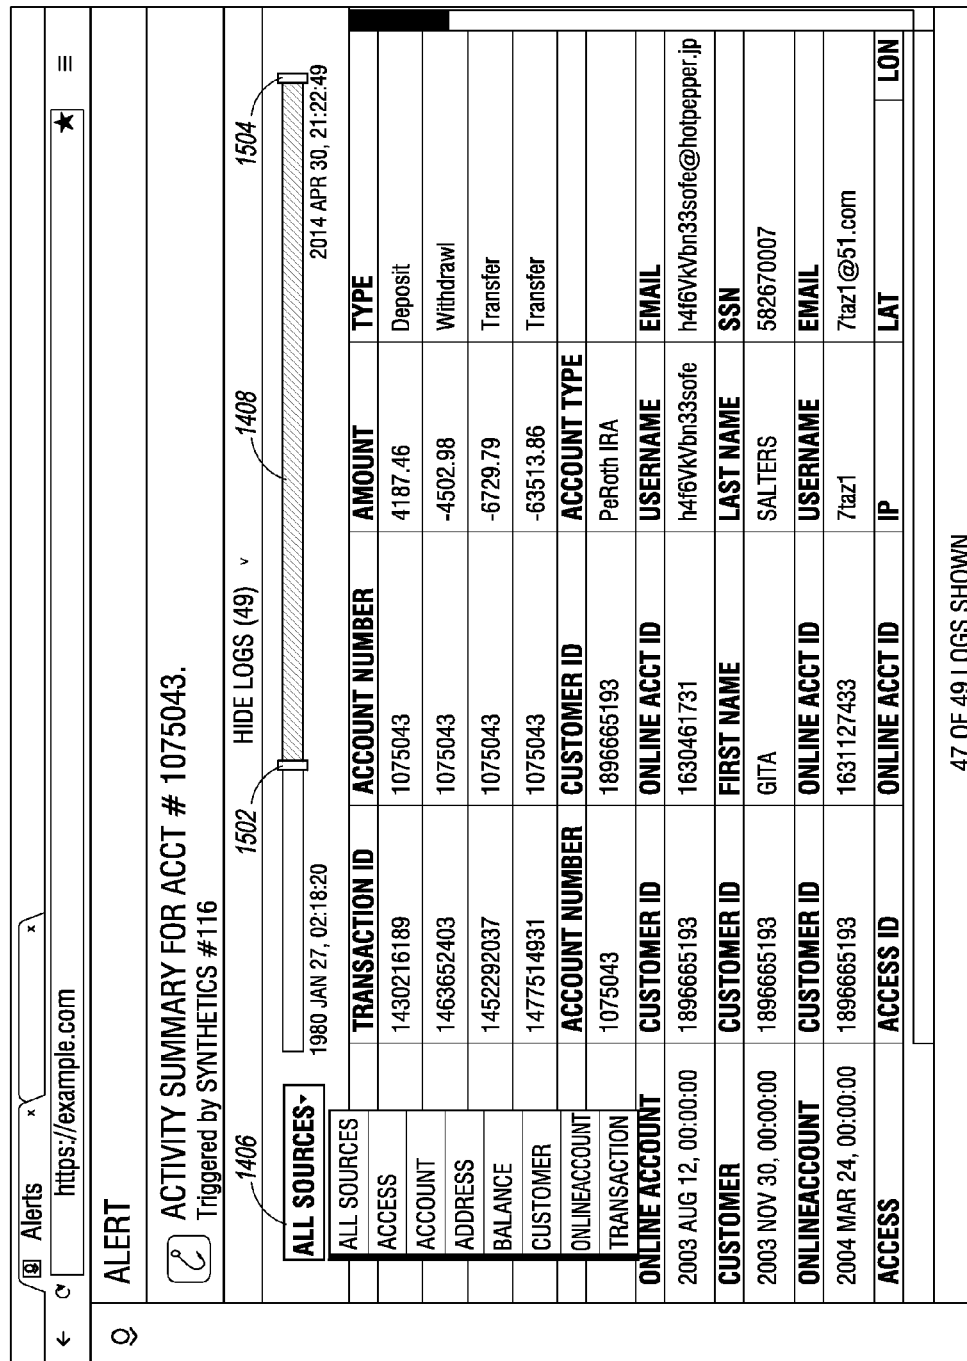 Alerts × ×
https://example.com
ALERT
ACTIVITY SUMMARY FOR ACCT # 1075043.
Triggered by SYNTHETICS #116
1406 1502 HIDE LOGS (49) v 1408 1504
ALL SOURCES
1980 JAN 27, 02:18:20 2014 APR 30, 21:22:49
ALL SOURCES
ACCESS
ACCOUNT
ADDRESS
BALANCE
CUSTOMER
ONLINEACCOUNT
TRANSACTION
TRANSACTION ID ACCOUNT NUMBER AMOUNT TYPE
1430216189 1075043 4187.46 Deposit
1463652403 1075043 -4502.98 Withdrawl
1452292037 1075043 -6729.79 Transfer
1477514931 1075043 -63513.86 Transfer
ACCOUNT NUMBER CUSTOMER ID ACCOUNT TYPE
1075043 1896665193 PeRoth IRA
ONLINE ACCOUNT CUSTOMER ID ONLINE ACCT ID USERNAME EMAIL
2003 AUG 12, 00:00:00 1896665193 1630461731 h4f6VkVbn33sofe h4f6VkVbn33sofe@hotpepper.jp
CUSTOMER CUSTOMER ID FIRST NAME LAST NAME SSN
2003 NOV 30, 00:00:00 1896665193 GITA SALTERS 582670007
ONLINEACCOUNT CUSTOMER ID ONLINE ACCT ID USERNAME EMAIL
2004 MAR 24, 00:00:00 1896665193 1631127433 7taz1 7taz1@51.com
ACCESS ACCESS ID ONLINE ACCT ID IP LAT LON
47 OF 49 LOGS SHOWN